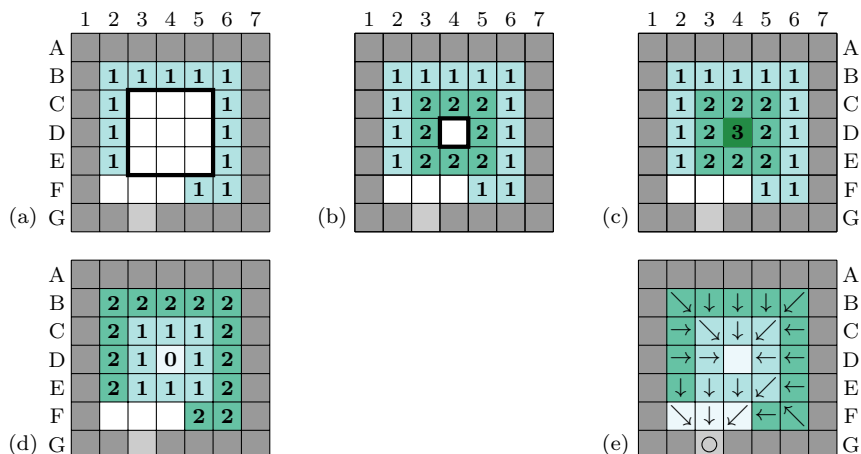 1 2 3 4 5 6 7 1 2 3 4 5 6 7 1 2 3 4 5 6 7
A A
B 1 1 1 1 1 1 1 1 1 1 1 1 1 1 1 B
C 1 1 1 2 2 2 1 1 2 2 2 1 C
D 1 1 1 2 2 1 1 2 3 2 1 D
E 1 1 1 2 2 2 1 1 2 2 2 1 E
F 1 1 1 1 1 1 F
(a) G (b) (c) G
A A
B 2 2 2 2 2 ↘ ↓ ↓ ↓ ↙ B
C 2 1 1 1 2 → ↘ ↓ ↙ ← C
D 2 1 0 1 2 → → ← ← D
E 2 1 1 1 2 ↓ ↓ ↓ ↙ ← E
F 2 2 ↘ ↓ ↙ ← ↖ F
(d) G (e) ○ G